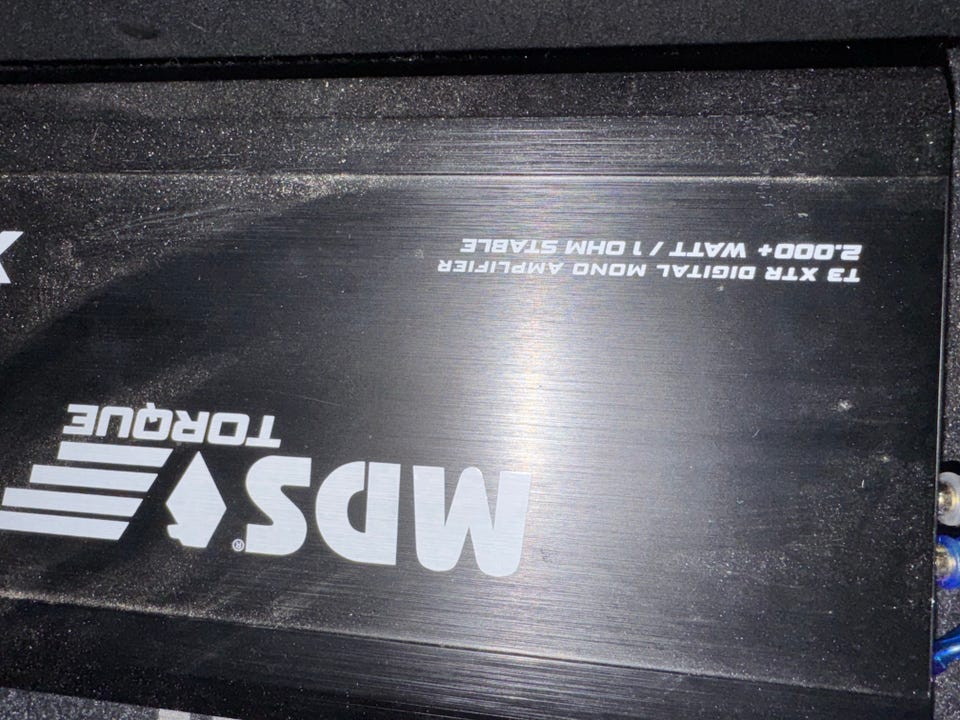 MDS®
TORQUE
T3 XTR DIGITAL MONO AMPLIFIER
2.000+ WATT / 1 OHM STABLE